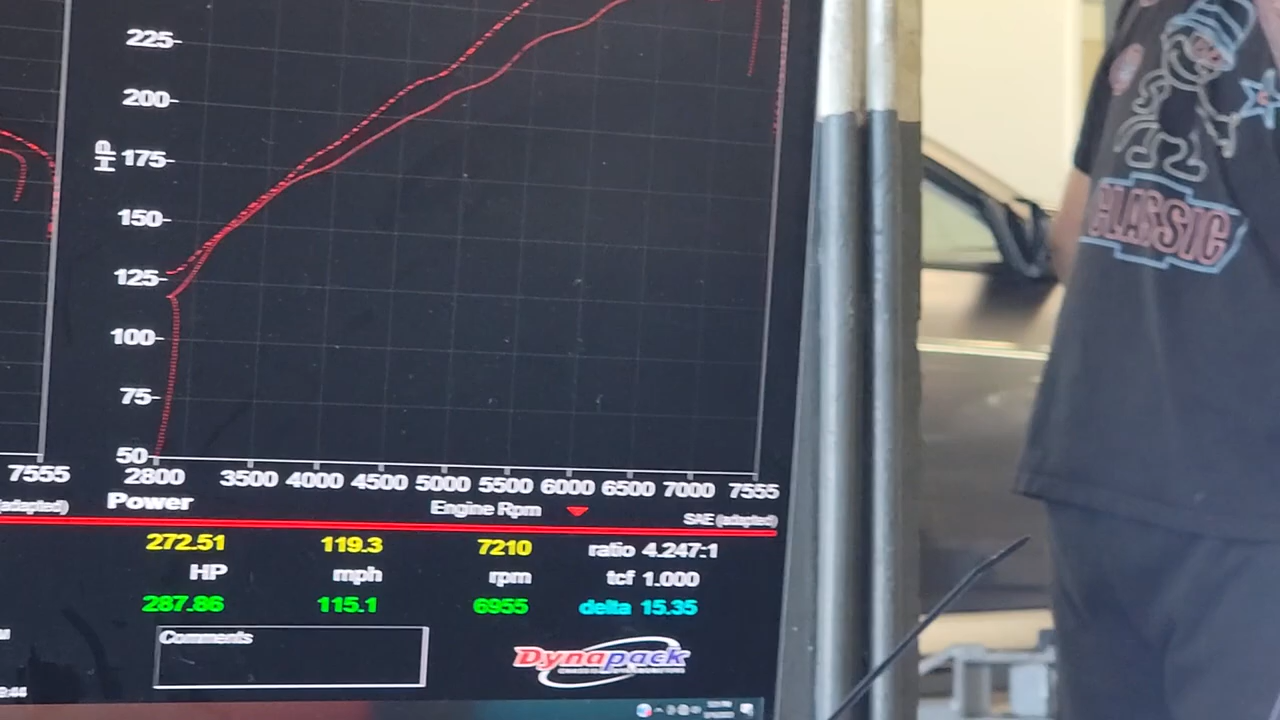 225-
200-
HP
175-
150-
125-
100-
75-
50-
7555
2800 3500 4000 4500 5000 5500 6000 6500 7000 7555
(adapted)
Power
Engine Rpm
SAE (adapted)
272.51 119.3 7210 ratio 4.247:1
HP mph rpm tcf 1.000
287.86 115.1 6955 delta 15.35
Comments
Dynapack
CLASSIC